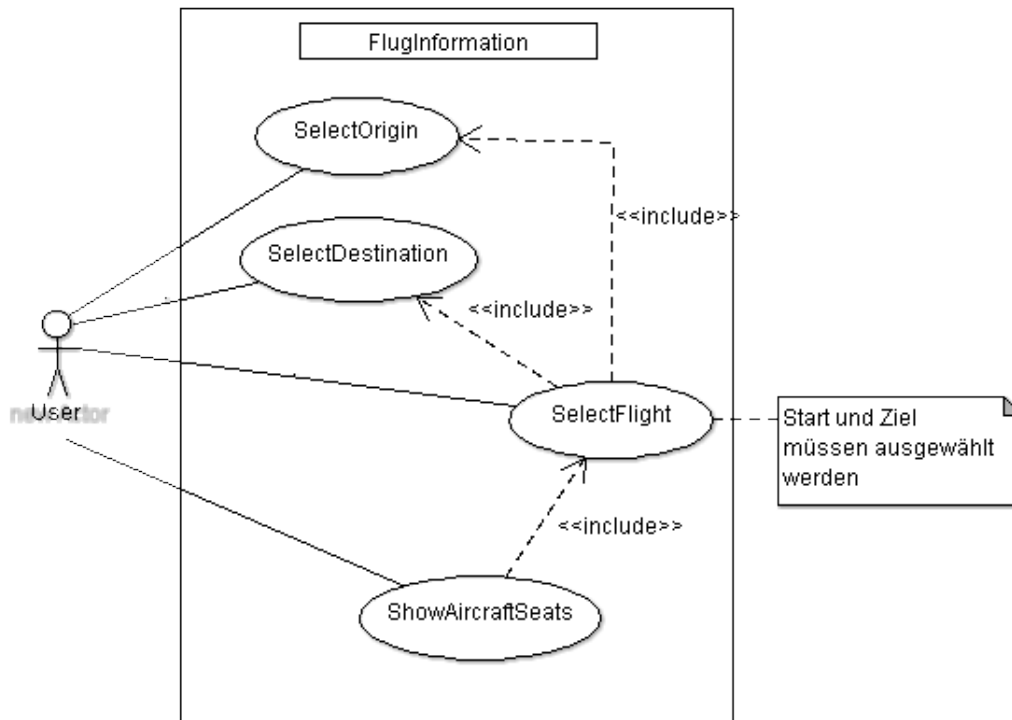 FlugInformation
SelectOrigin
<<include>>
SelectDestination
<<include>>
User
SelectFlight
Start und Ziel
müssen ausgewählt
werden
<<include>>
ShowAircraftSeats